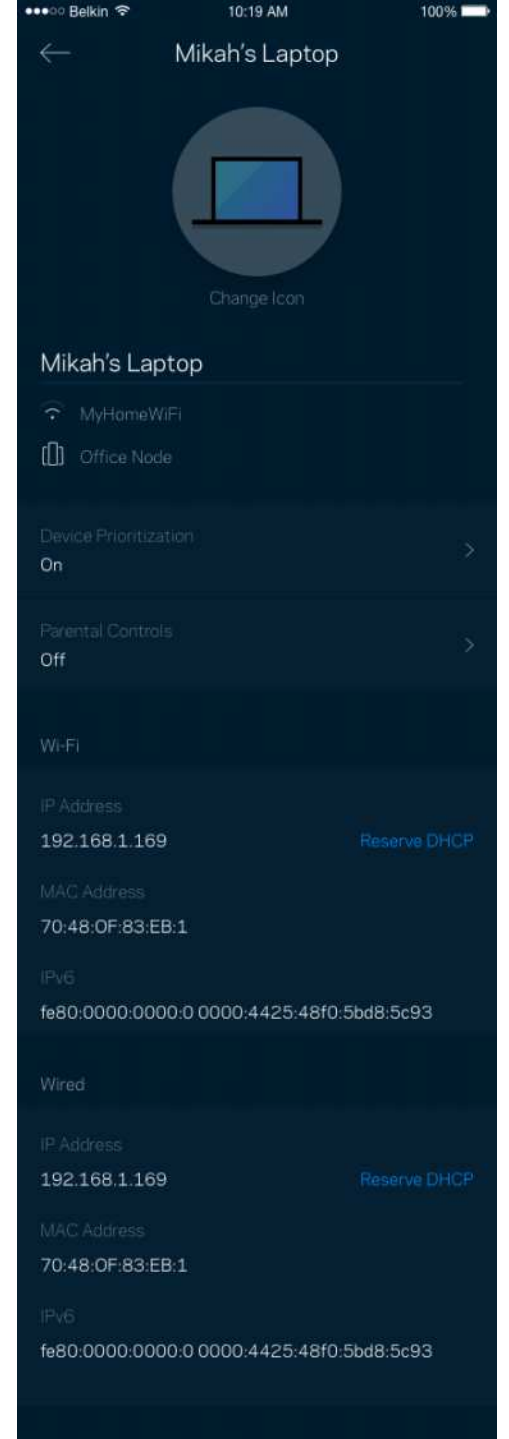 Belkin 10:19 AM 100%
Mikah's Laptop
Change Icon
Mikah's Laptop
MyHomeWiFi
Office Node
Device Prioritization
On
Parental Controls
Off
Wi-Fi
IP Address
192.168.1.169 Reserve DHCP
MAC Address
70:48:0F:83:EB:1
IPv6
fe80:0000:0000:0 0000:4425:48f0:5bd8:5c93
Wired
IP Address
192.168.1.169 Reserve DHCP
MAC Address
70:48:0F:83:EB:1
IPv6
fe80:0000:0000:0 0000:4425:48f0:5bd8:5c93